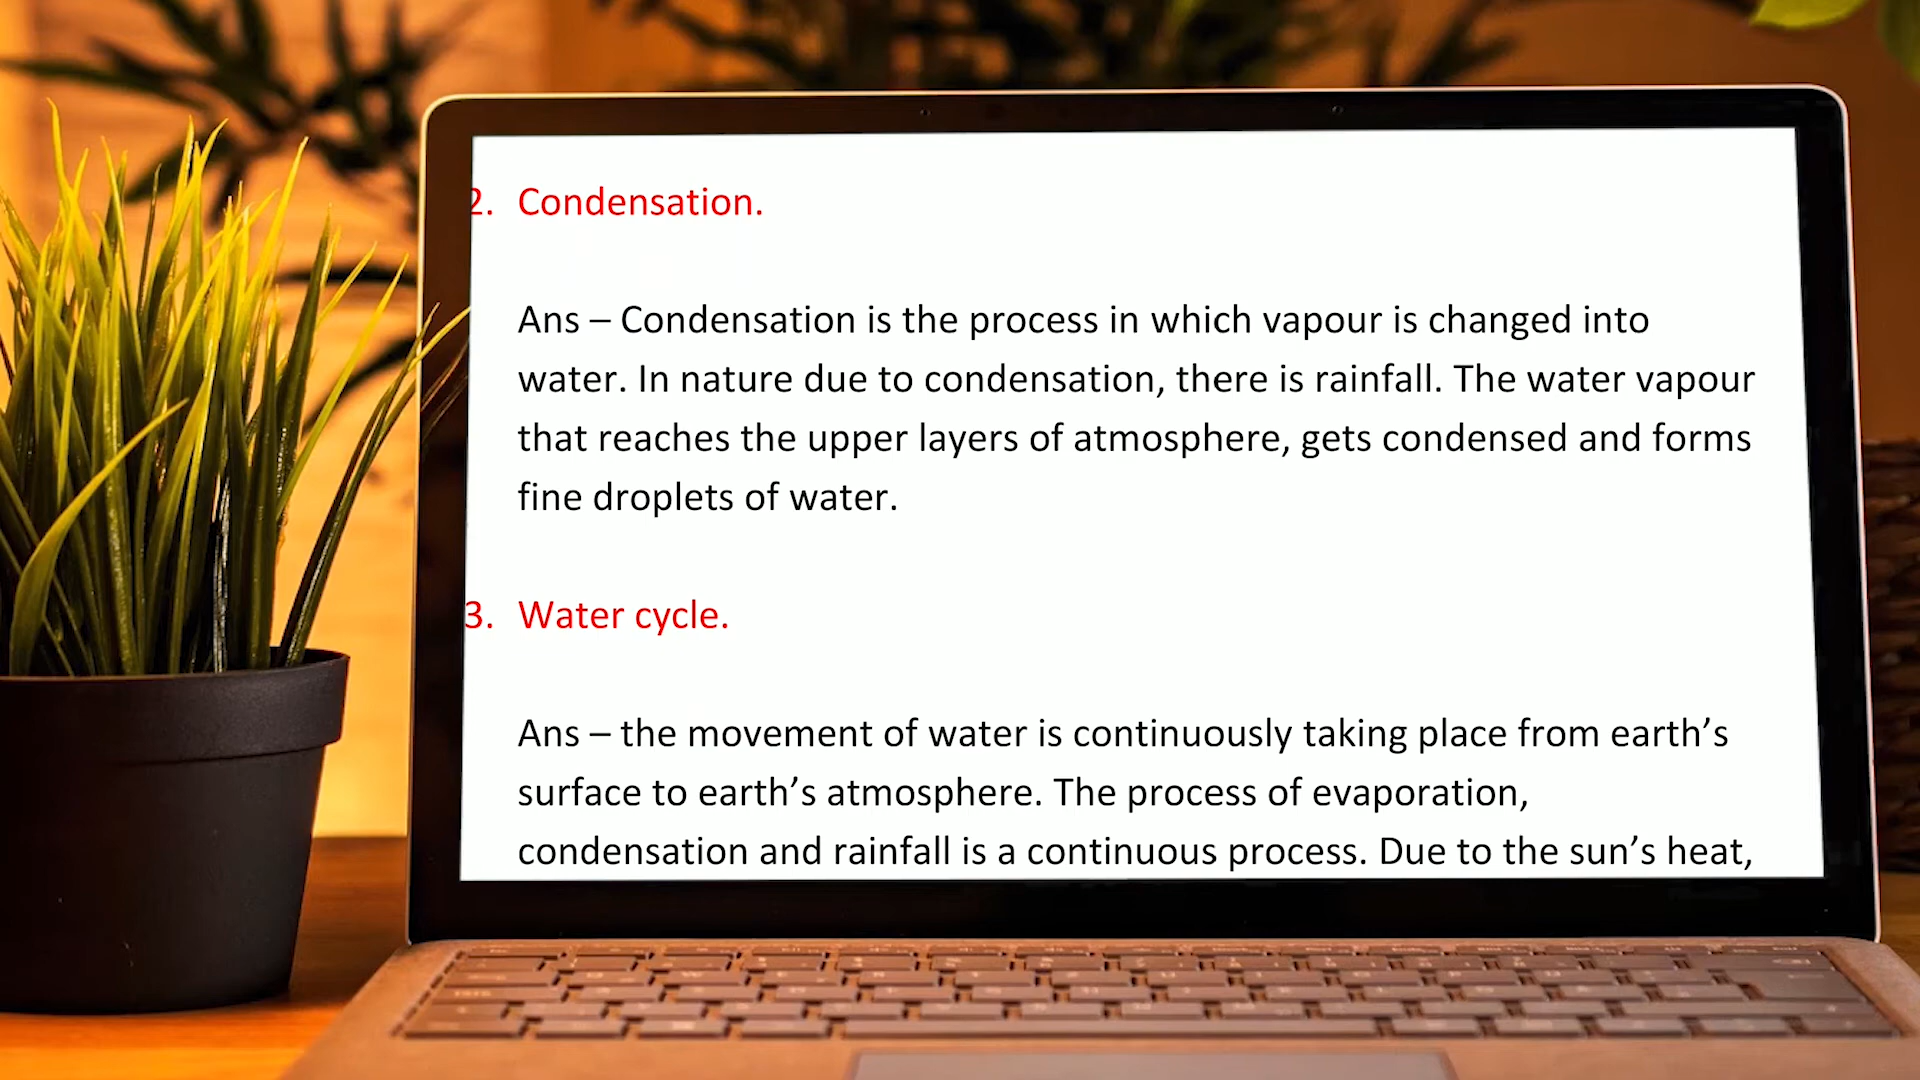 2. Condensation.
Ans – Condensation is the process in which vapour is changed into
water. In nature due to condensation, there is rainfall. The water vapour
that reaches the upper layers of atmosphere, gets condensed and forms
fine droplets of water.
3. Water cycle.
Ans – the movement of water is continuously taking place from earth’s
surface to earth’s atmosphere. The process of evaporation,
condensation and rainfall is a continuous process. Due to the sun’s heat,